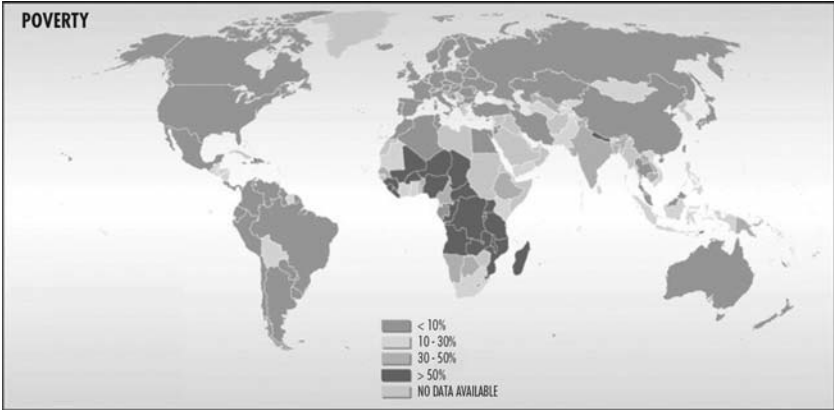 POVERTY
< 10%
10 - 30%
30 - 50%
> 50%
NO DATA AVAILABLE